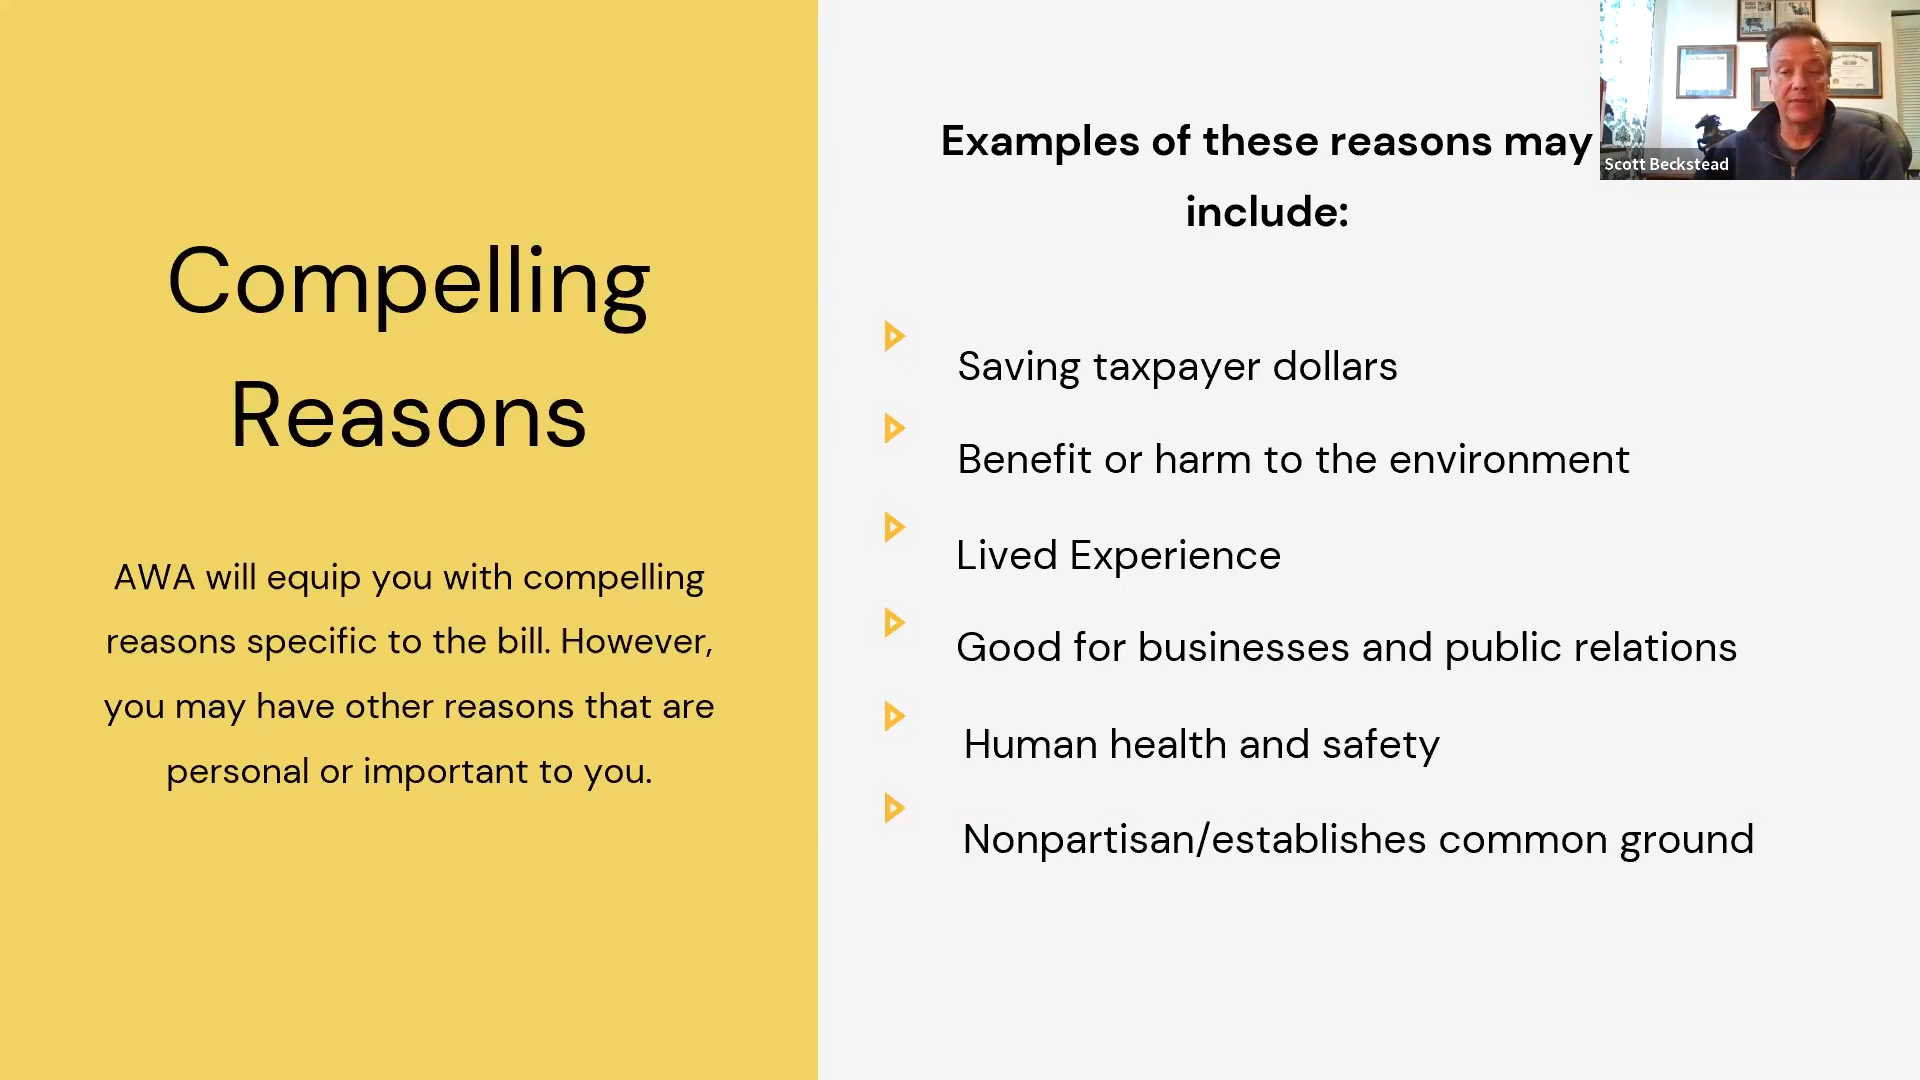 Compelling
Reasons
AWA will equip you with compelling
reasons specific to the bill. However,
you may have other reasons that are
personal or important to you.
Examples of these reasons may
include:
Saving taxpayer dollars
Benefit or harm to the environment
Lived Experience
Good for businesses and public relations
Human health and safety
Nonpartisan/establishes common ground
Scott Beckstead